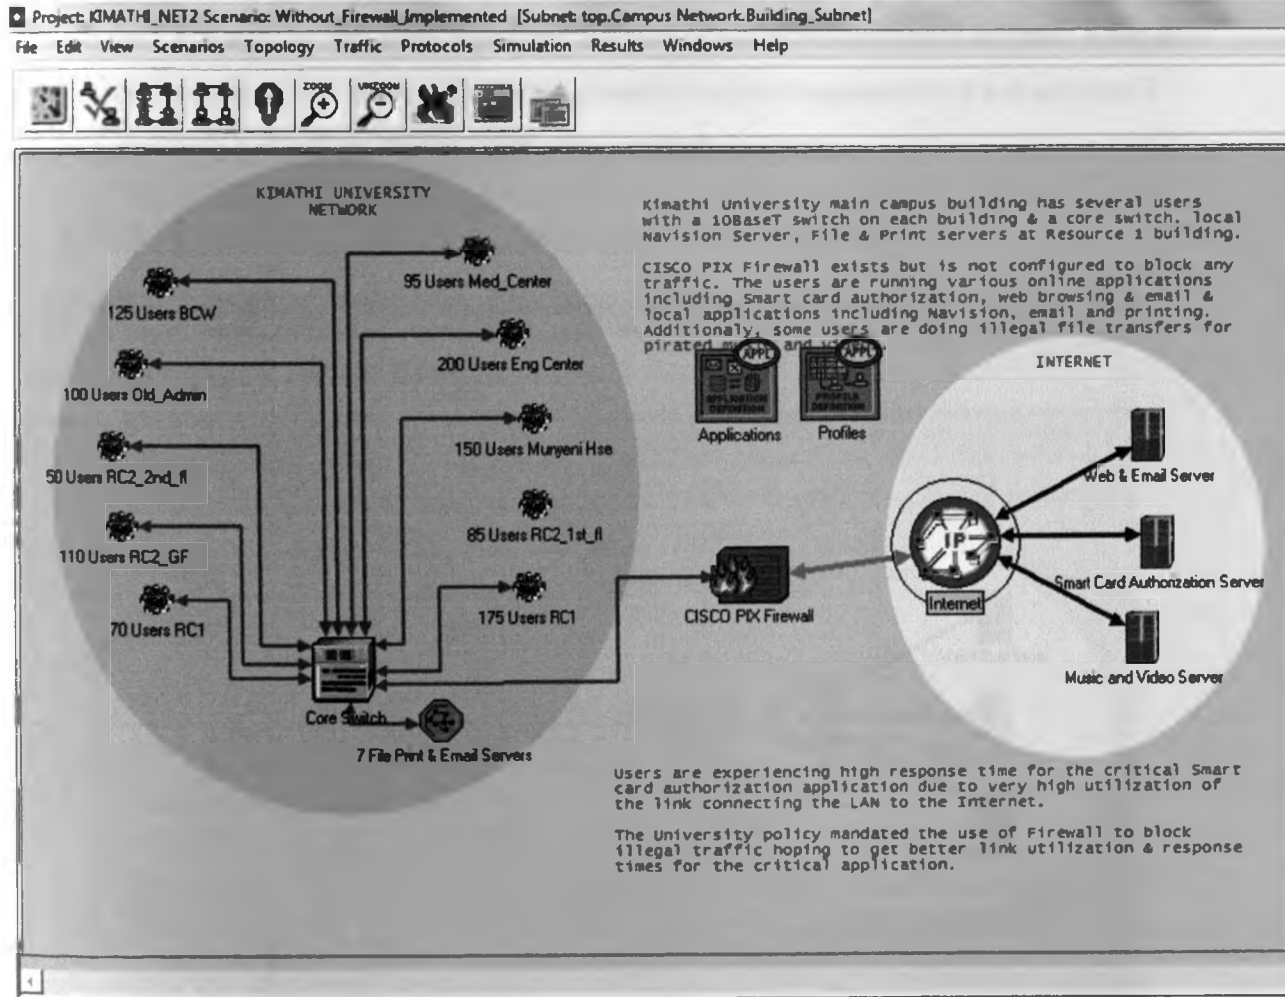 Project: KIMATHI_NET2 Scenario: Without_Firewall_Implemented [Subnet: top.Campus Network.Building_Subnet]
File Edit View Scenarios Topology Traffic Protocols Simulation Results Windows Help
ZOOM UNZOOM
KIMATHI UNIVERSITY
NETWORK
95 Users Med_Center
125 Users BCW
200 Users Eng Center
100 Users Old_Admin
150 Users Munyeni Hse
50 Users RC2_2nd_fl
85 Users RC2_1st_fl
110 Users RC2_GF
175 Users RC1
70 Users RC1
Core Switch
7 File Print & Email Servers
Kimathi University main campus building has several users
with a 10BaseT switch on each building & a core switch, local
Navision Server, File & Print servers at Resource 1 building.
CISCO PIX Firewall exists but is not configured to block any
traffic. The users are running various online applications
including Smart card authorization, web browsing & email &
local applications including Navision, email and printing.
Additionaly, some users are doing illegal file transfers for
pirated and
APPL
APPLICATION
DEFINITION
Applications
APPL
PROFILE
DEFINITION
Profiles
CISCO PIX Firewall
INTERNET
IP
Internet
Web & Email Server
Smart Card Authorization Server
Music and Video Server
Users are experiencing high response time for the critical Smart
card authorization application due to very high utilization of
the link connecting the LAN to the Internet.
The University policy mandated the use of Firewall to block
illegal traffic hoping to get better link utilization & response
times for the critical application.